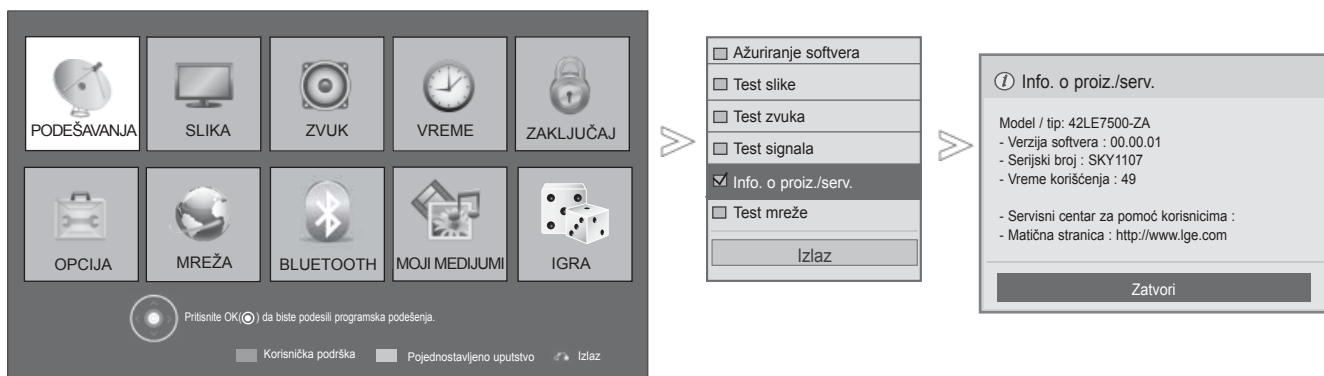 PODEŠAVANJA
SLIKA
ZVUK
VREME
ZAKLJUČAJ
OPCIJA
MREŽA
BLUETOOTH
MOJI MEDIJUMI
IGRA
Pritisnite OK( ) da biste podesili programska podešenja.
Korisnička podrška
Pojednostavljeno uputstvo
Izlaz
Ažuriranje softvera
Test slike
Test zvuka
Test signala
Info. o proiz./serv.
Test mreže
Izlaz
Info. o proiz./serv.
Model / tip: 42LE7500-ZA
- Verzija softvera : 00.00.01
- Serijski broj : SKY1107
- Vreme korišćenja : 49
- Servisni centar za pomoć korisnicima :
- Matična stranica : http://www.lge.com
Zatvori